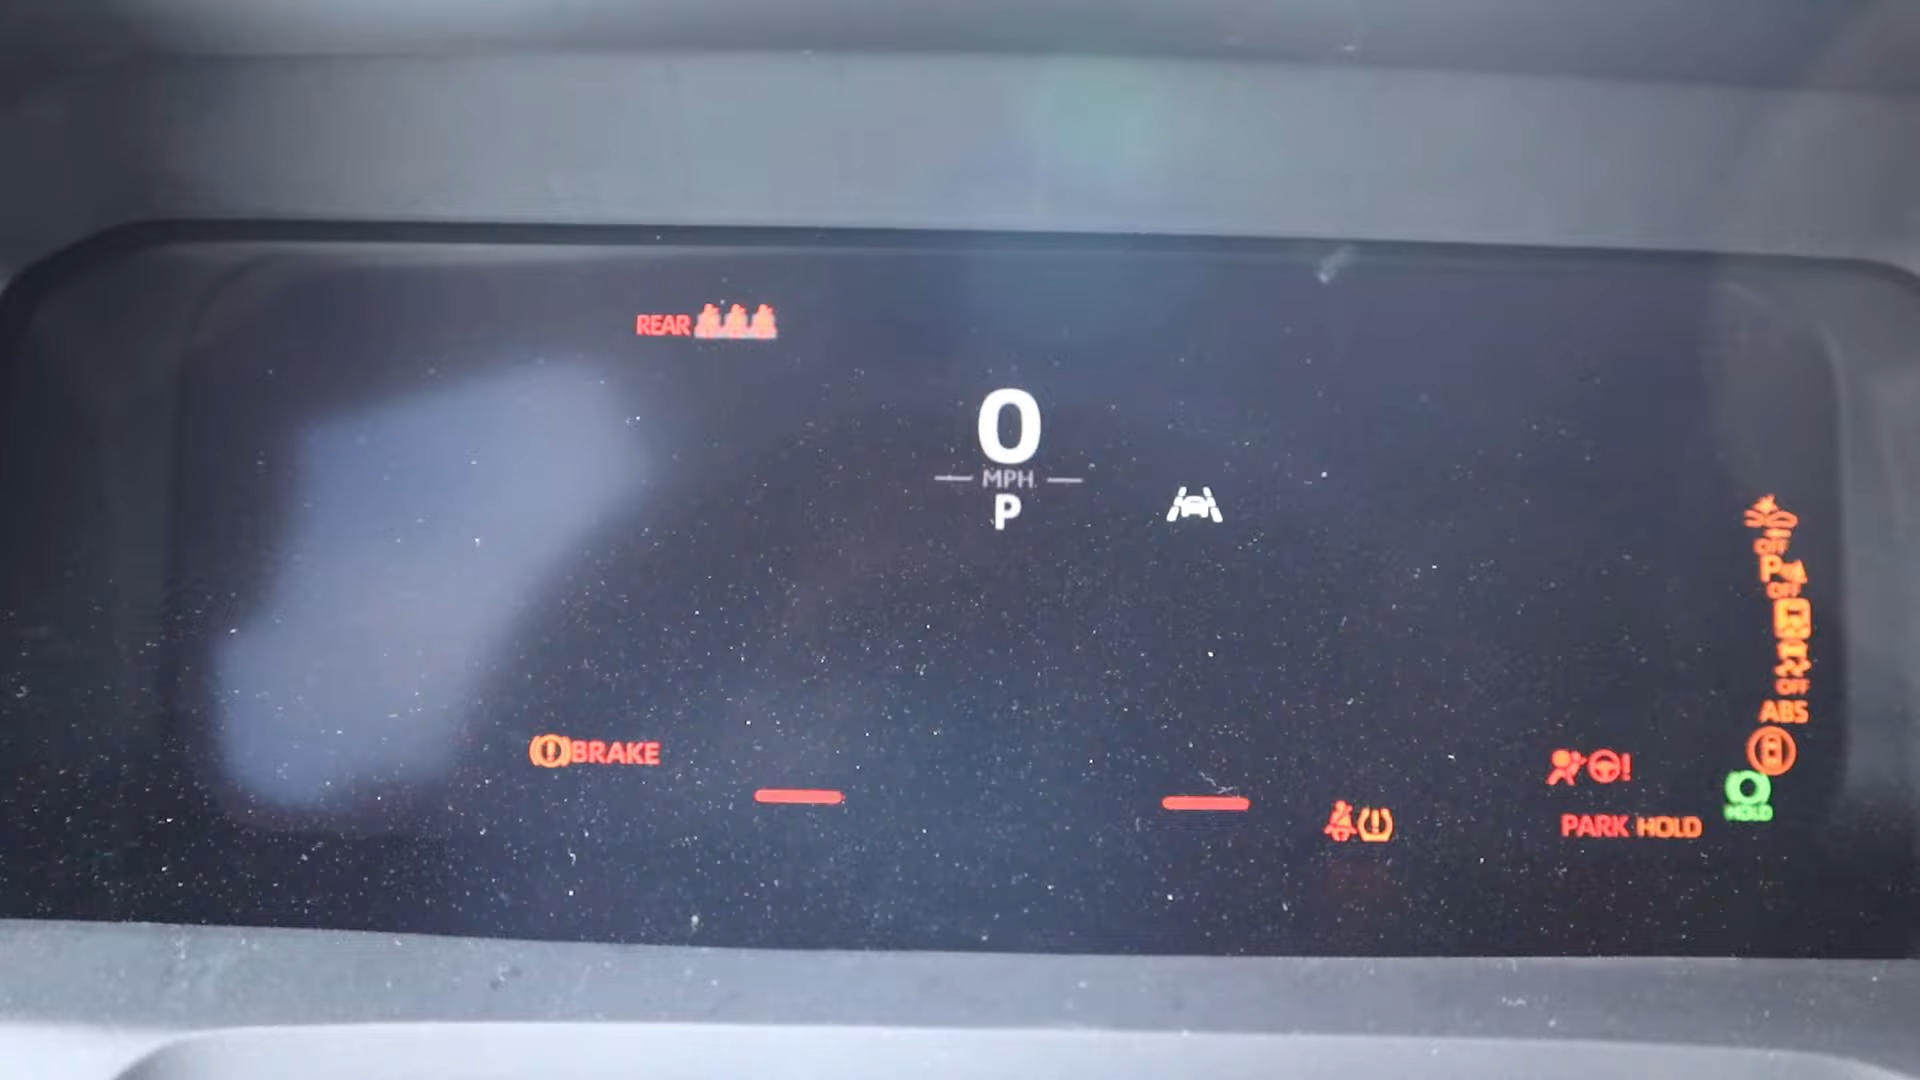 REAR
0
MPH
P
OFF
P
OFF
OFF
ABS
BRAKE
HOLD
PARK HOLD